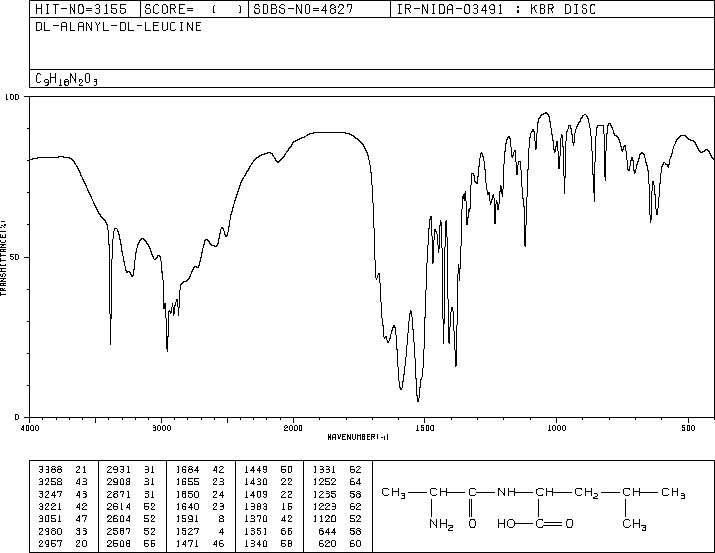 HIT-NO=3155 SCORE= ( ) SDBS-NO=4827 IR-NIDA-03491 : KBR DISC
DL-ALANYL-DL-LEUCINE
C9H18N2O3
100
50
0
TRANSMITTANCE(%)
4000 3000 2000 1500 1000 500
WAVENUMBER(-1)
3388 21 2931 31 1684 42 1449 50 1331 62
3258 43 2908 31 1655 23 1430 22 1252 64
3247 43 2871 31 1650 24 1409 22 1235 58
3221 42 2614 52 1640 23 1383 15 1223 62
3051 47 2604 52 1591 8 1370 42 1120 52
2980 33 2587 52 1527 4 1351 66 644 58
2957 20 2508 55 1471 46 1340 58 620 60
CH3 CH C NH CH CH2 CH CH3
NH2 O HO C O CH3